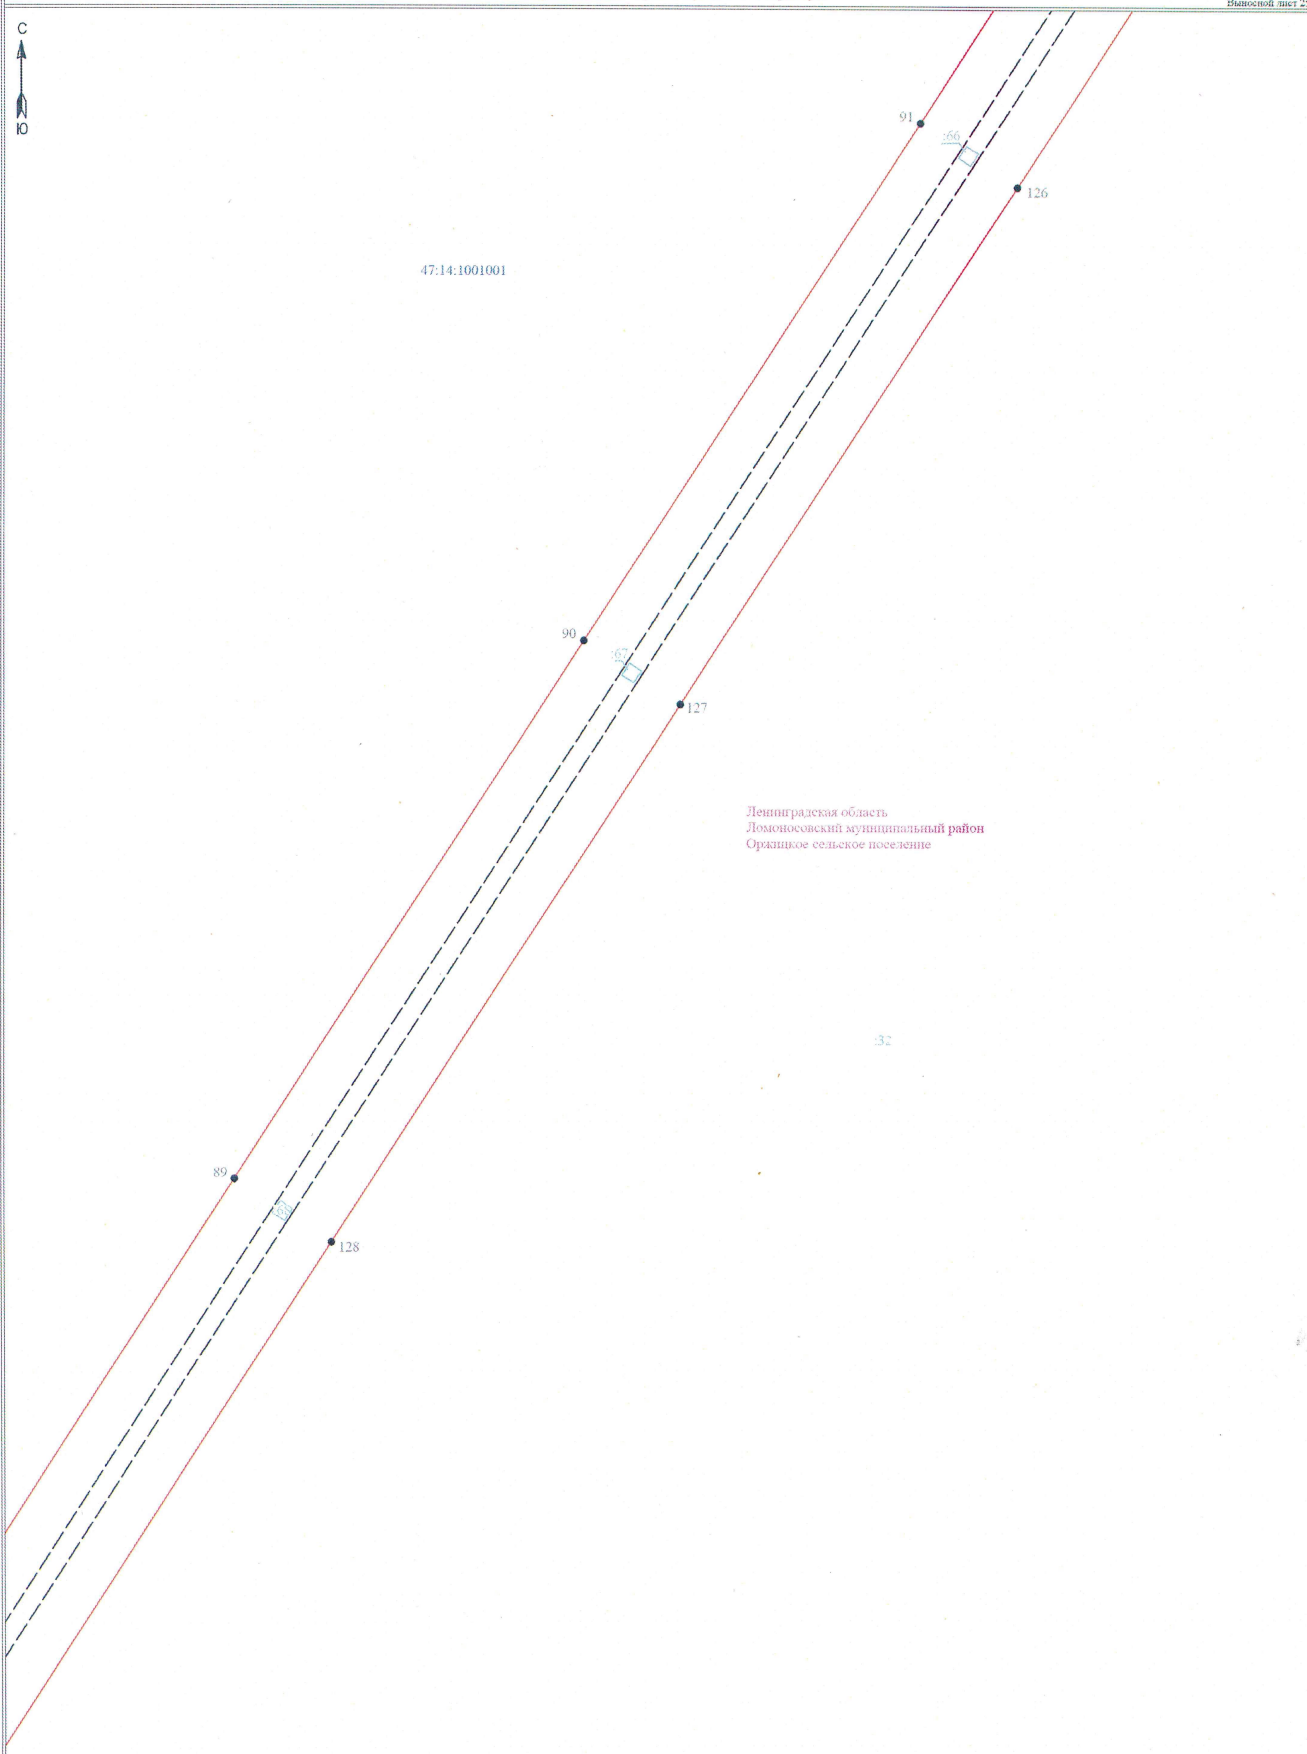 Выносной лист
С
Ю
91
:66
126
47:14:1001001
90
:67
127
Ленинградская область
Ломоносовский муниципальный район
Оржицкое сельское поселение
:32
89
128